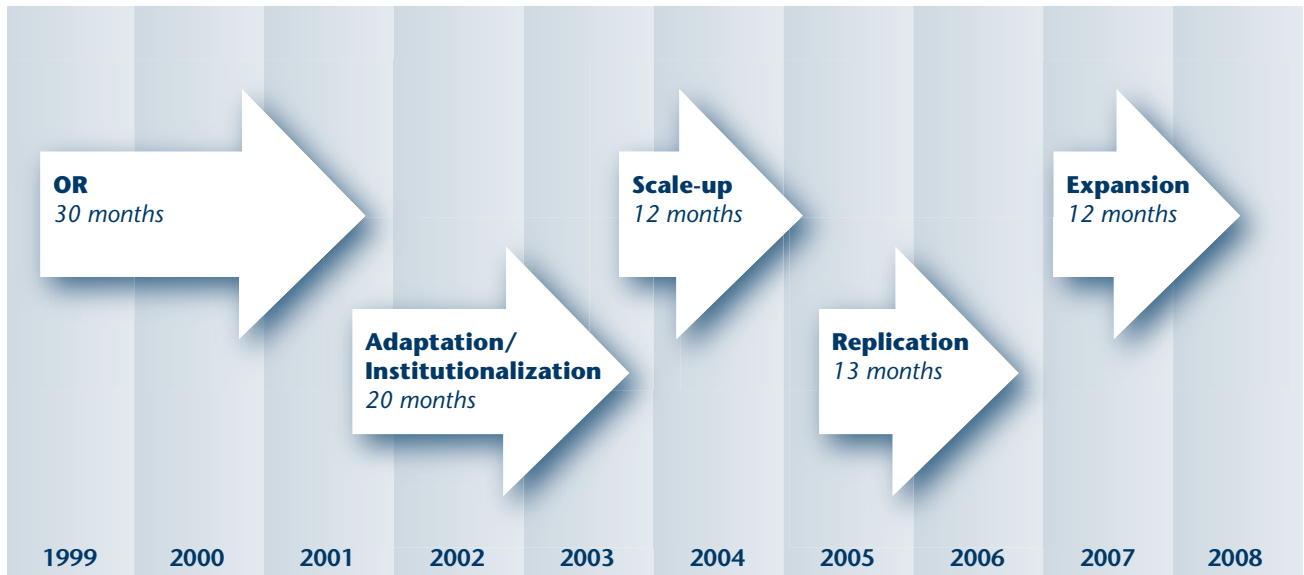 OR
30 months
Adaptation/
Institutionalization
20 months
Scale-up
12 months
Replication
13 months
Expansion
12 months
1999 2000 2001 2002 2003 2004 2005 2006 2007 2008